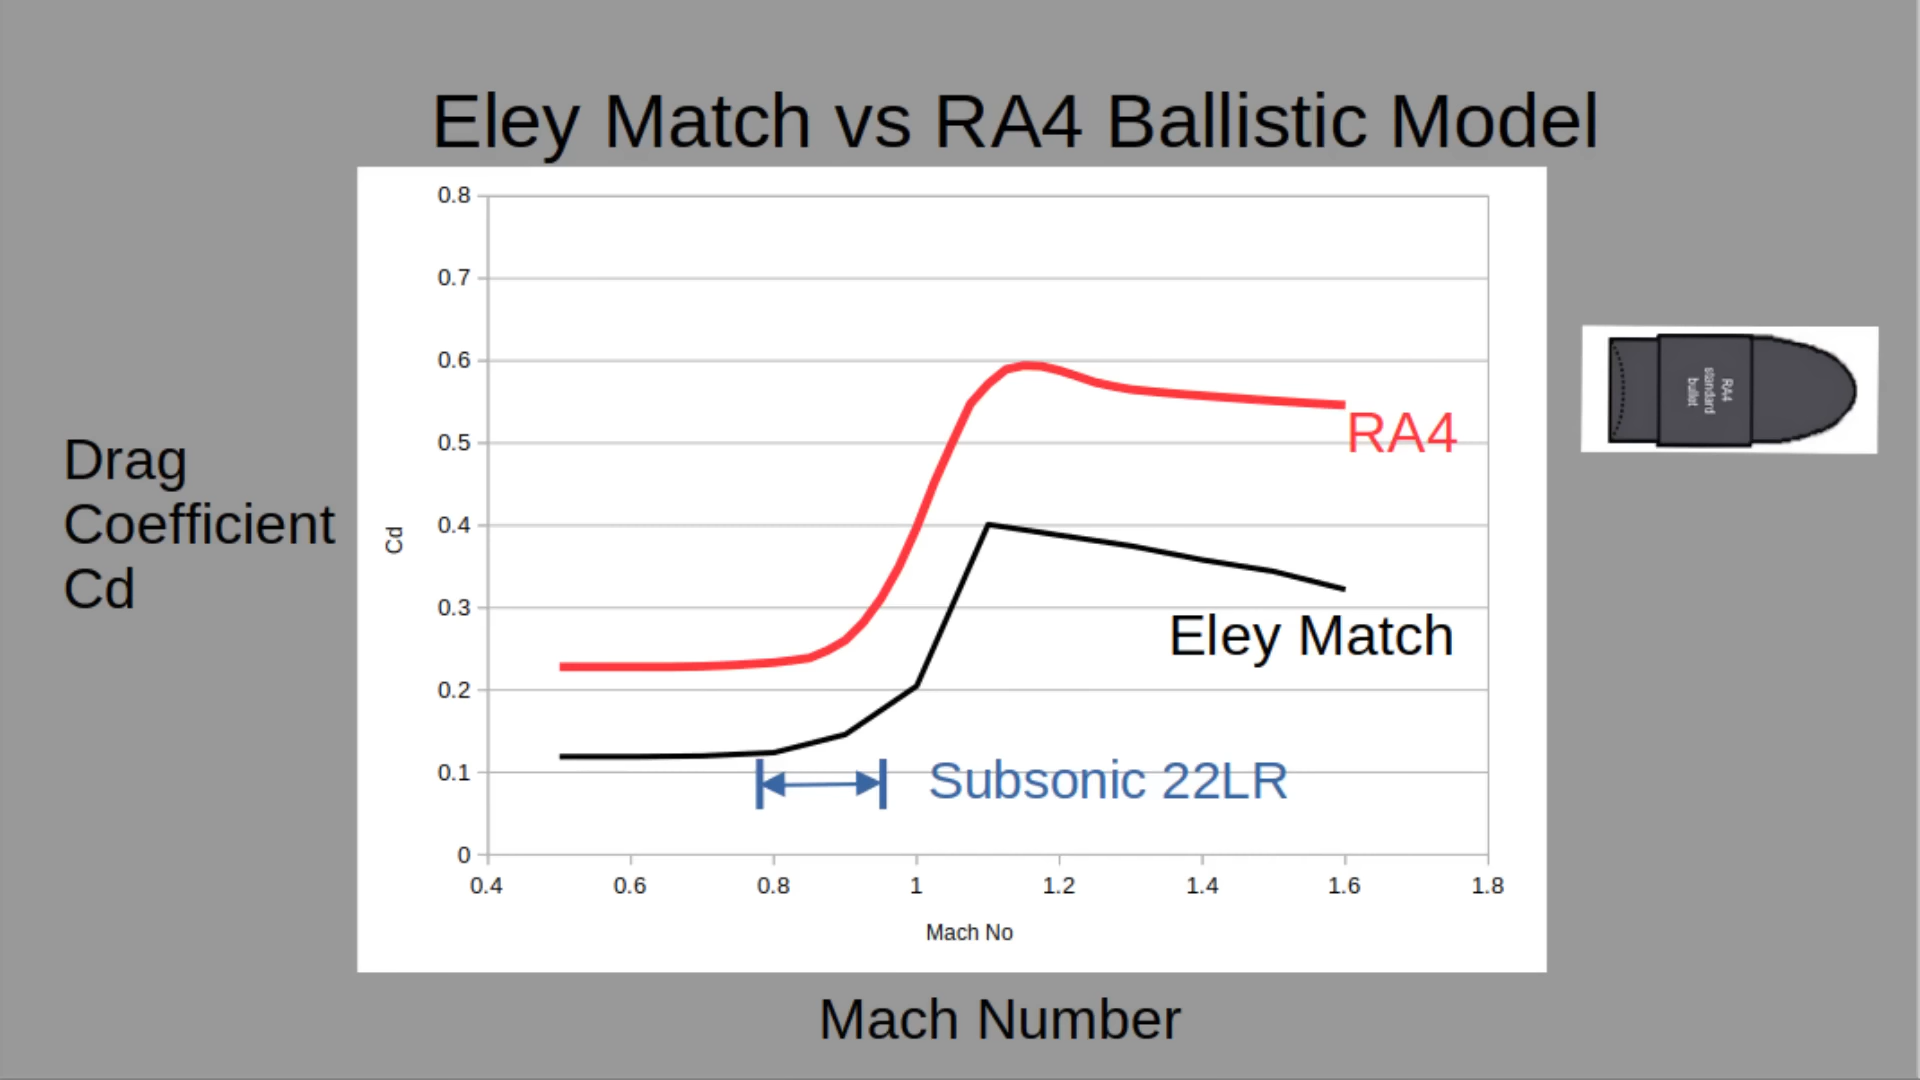 Eley Match vs RA4 Ballistic Model
0.8
0.7
0.6
0.5
0.4
0.3
0.2
0.1
0
0.4
0.6
0.8
1
1.2
1.4
1.6
1.8
Cd
Mach No
RA4
Eley Match
Subsonic 22LR
Drag
Coefficient
Cd
Mach Number
RA4
standard
bullet